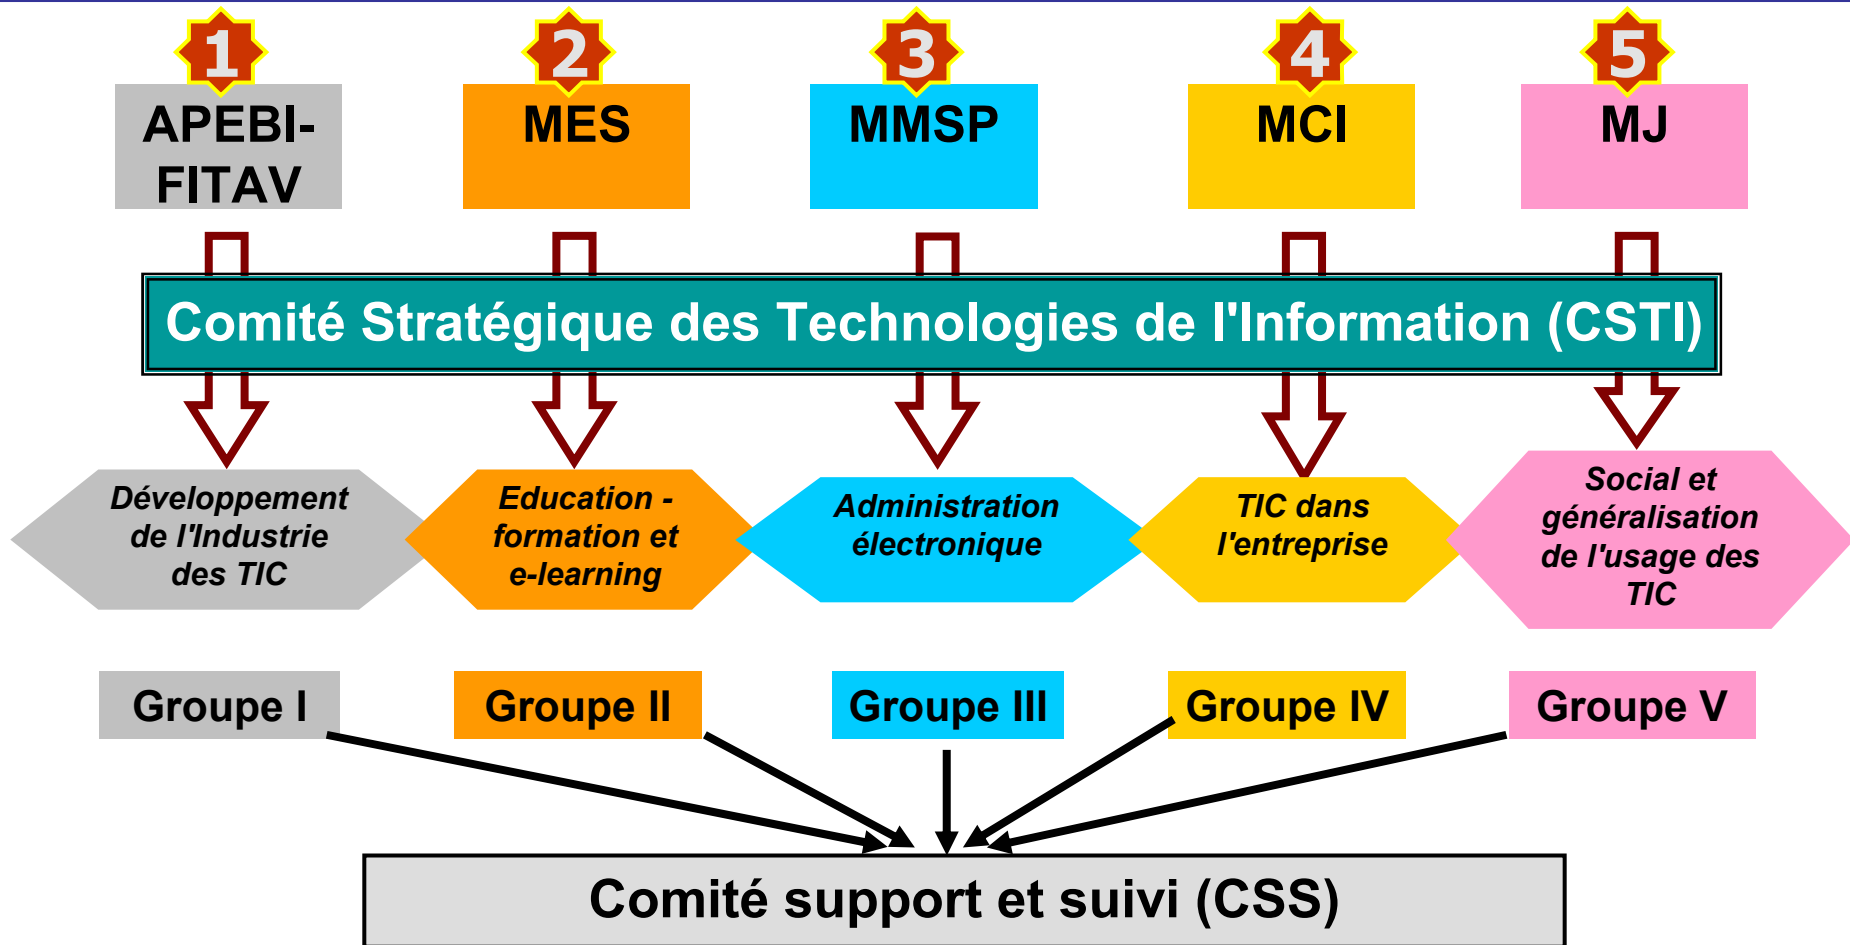 1
2
3
4
5
APEBI-
FITAV
MES
MMSP
MCI
MJ
Comité Stratégique des Technologies de l'Information (CSTI)
Développement
de l'Industrie
des TIC
Education -
formation et
e-learning
Administration
électronique
TIC dans
l'entreprise
Social et
généralisation
de l'usage des
TIC
Groupe I
Groupe II
Groupe III
Groupe IV
Groupe V
Comité support et suivi (CSS)